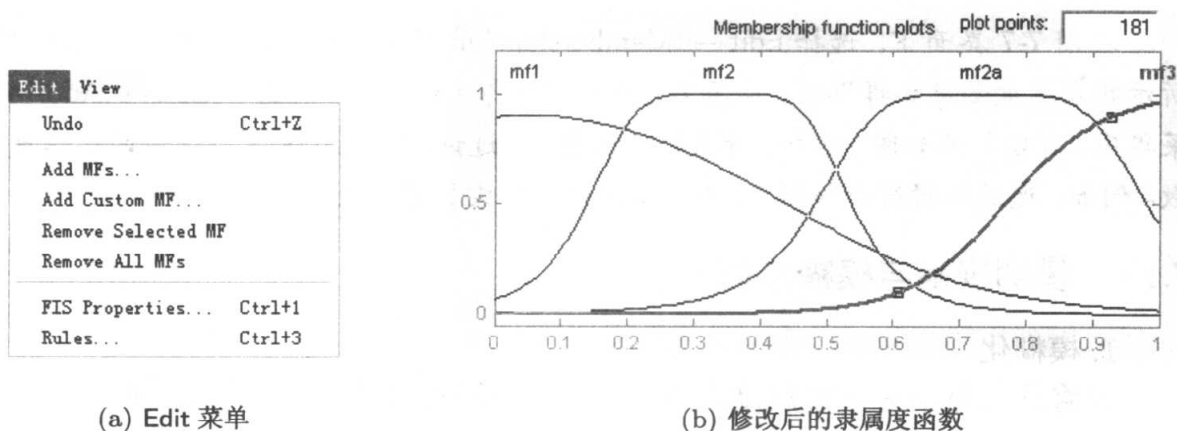 Edit View
Undo Ctrl+Z
Add MFs...
Add Custom MF...
Remove Selected MF
Remove All MFs
FIS Properties... Ctrl+1
Rules... Ctrl+3
(a) Edit 菜单
Membership function plots plot points: 181
mf1 mf2 mf2a mf3
1
0.5
0
0 0.1 0.2 0.3 0.4 0.5 0.6 0.7 0.8 0.9 1
(b) 修改后的隶属度函数